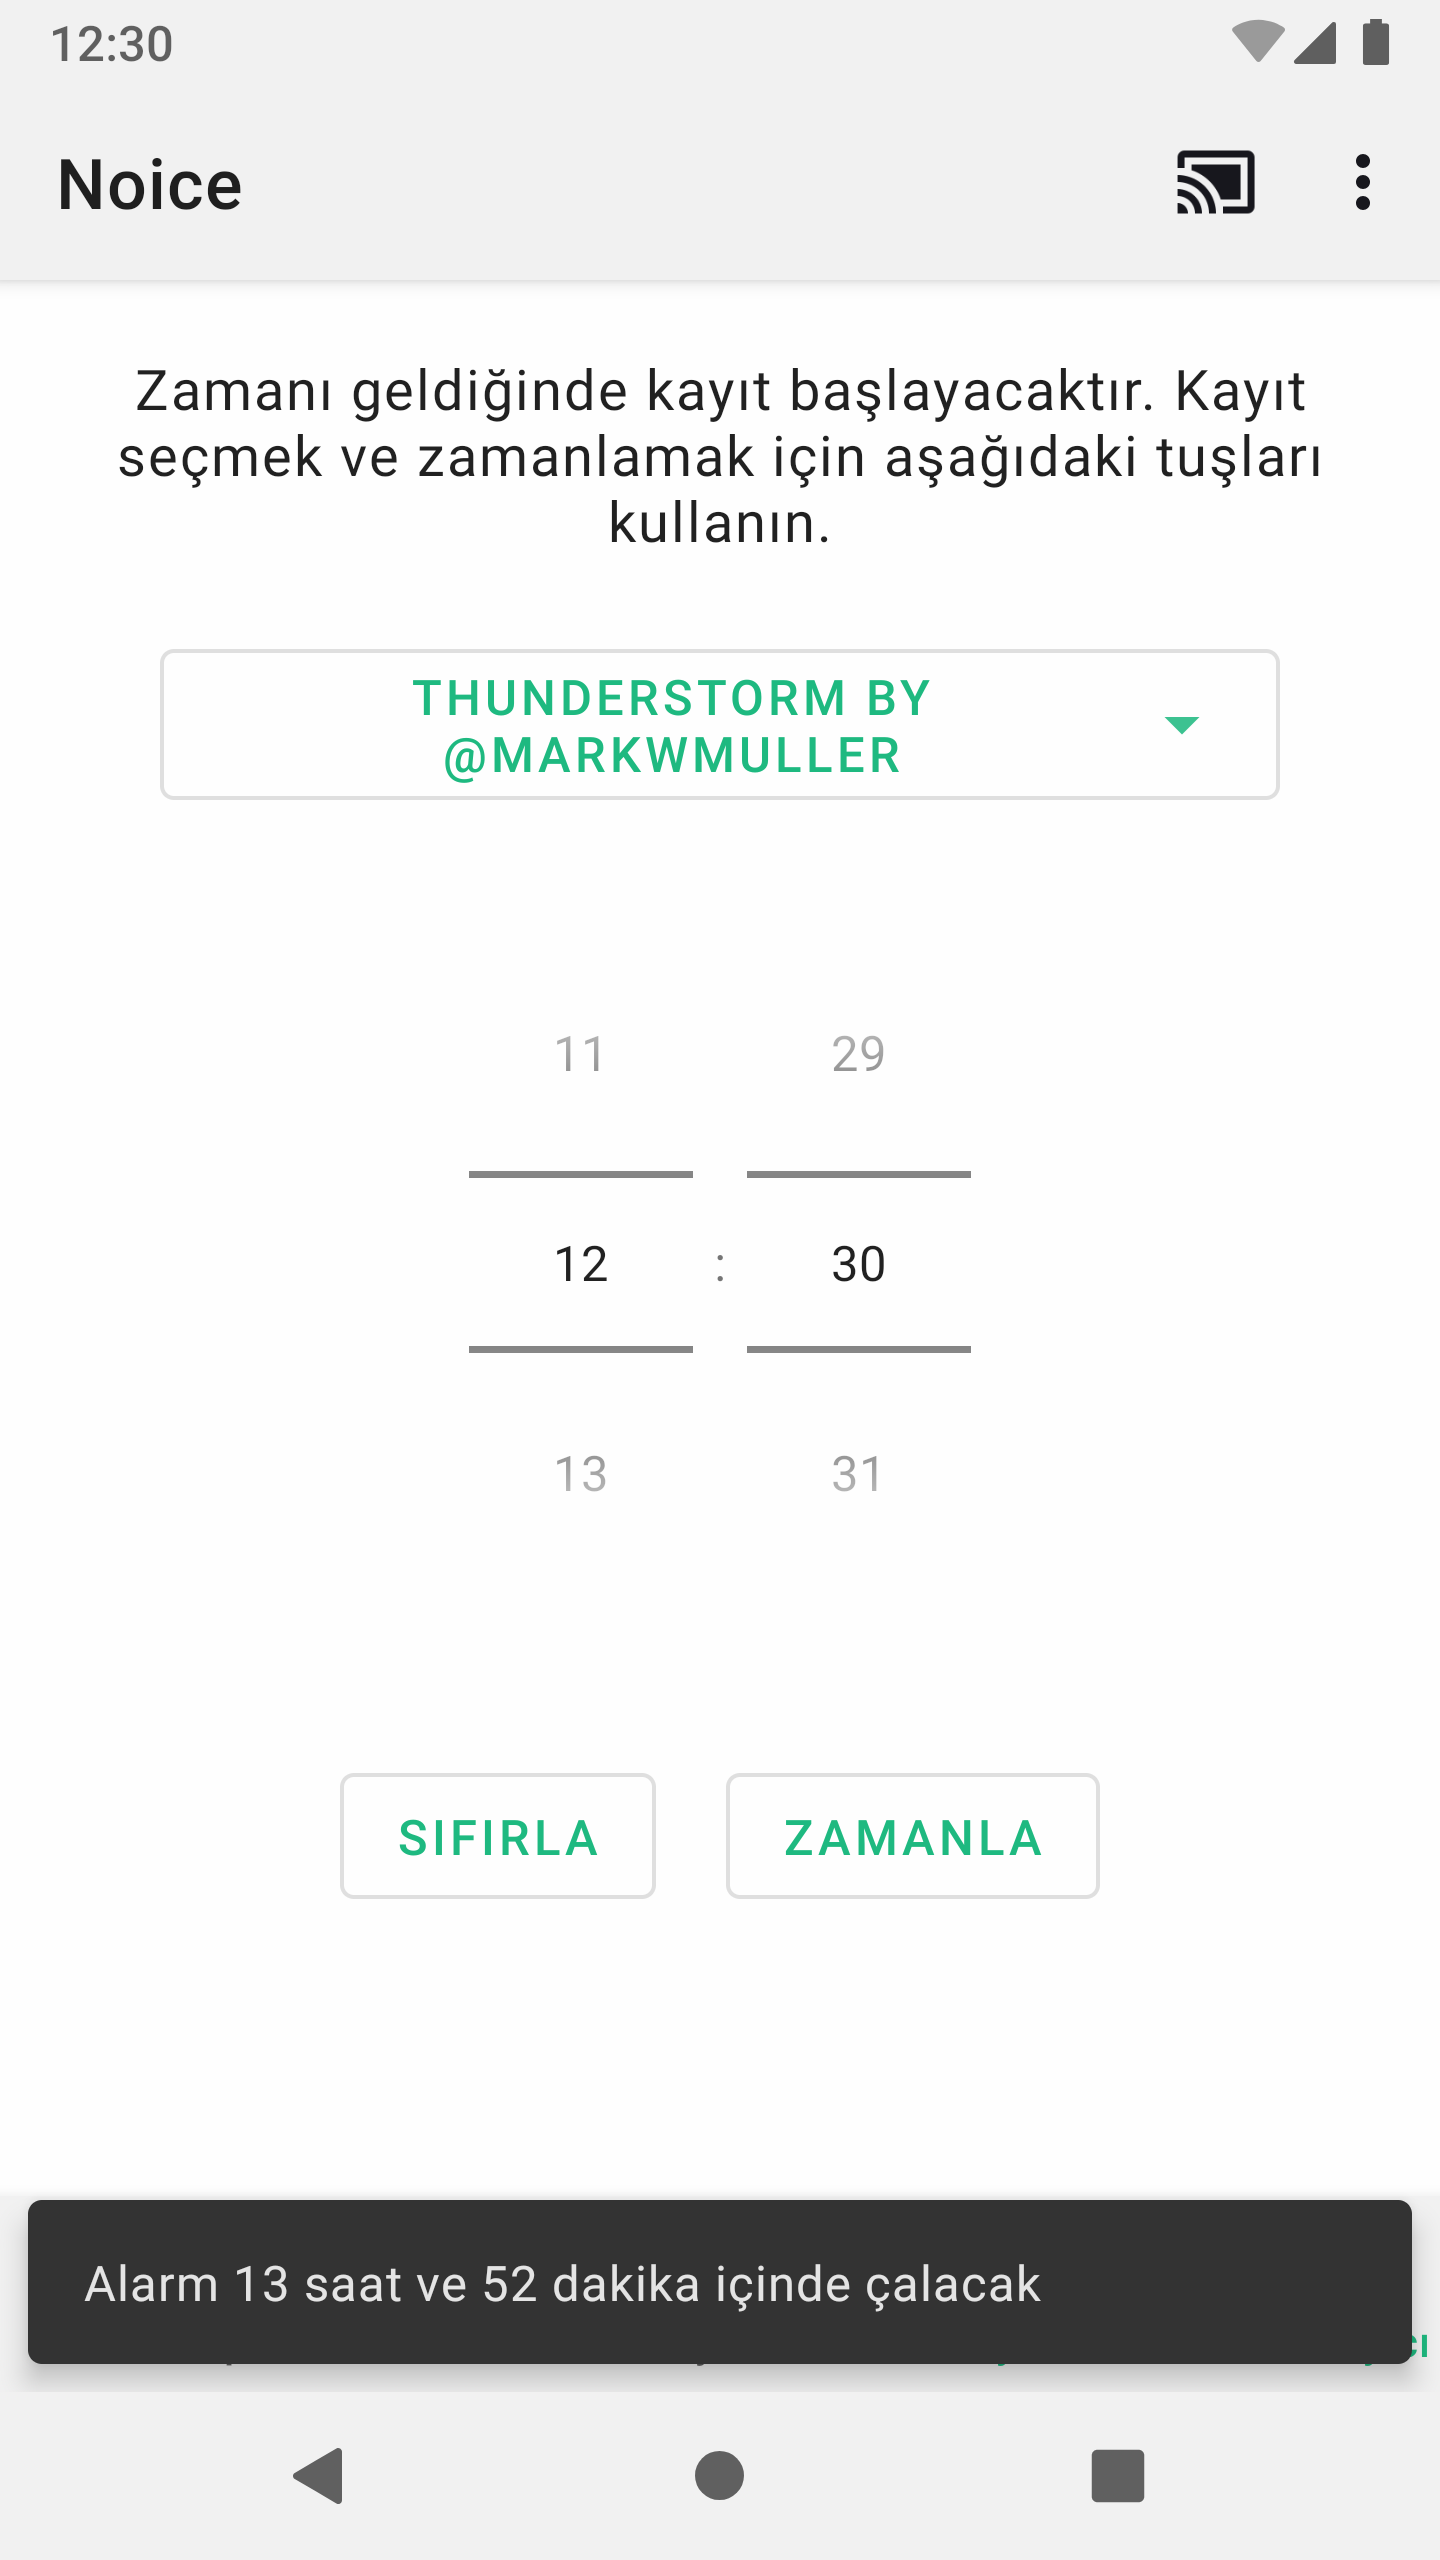 12:30
Noice
Zamanı geldiğinde kayıt başlayacaktır. Kayıt
seçmek ve zamanlamak için aşağıdaki tuşları
kullanın.
THUNDERSTORM BY
@MARKWMULLER
11 29
12 : 30
13 31
SIFIRLA ZAMANLA
Alarm 13 saat ve 52 dakika içinde çalacak